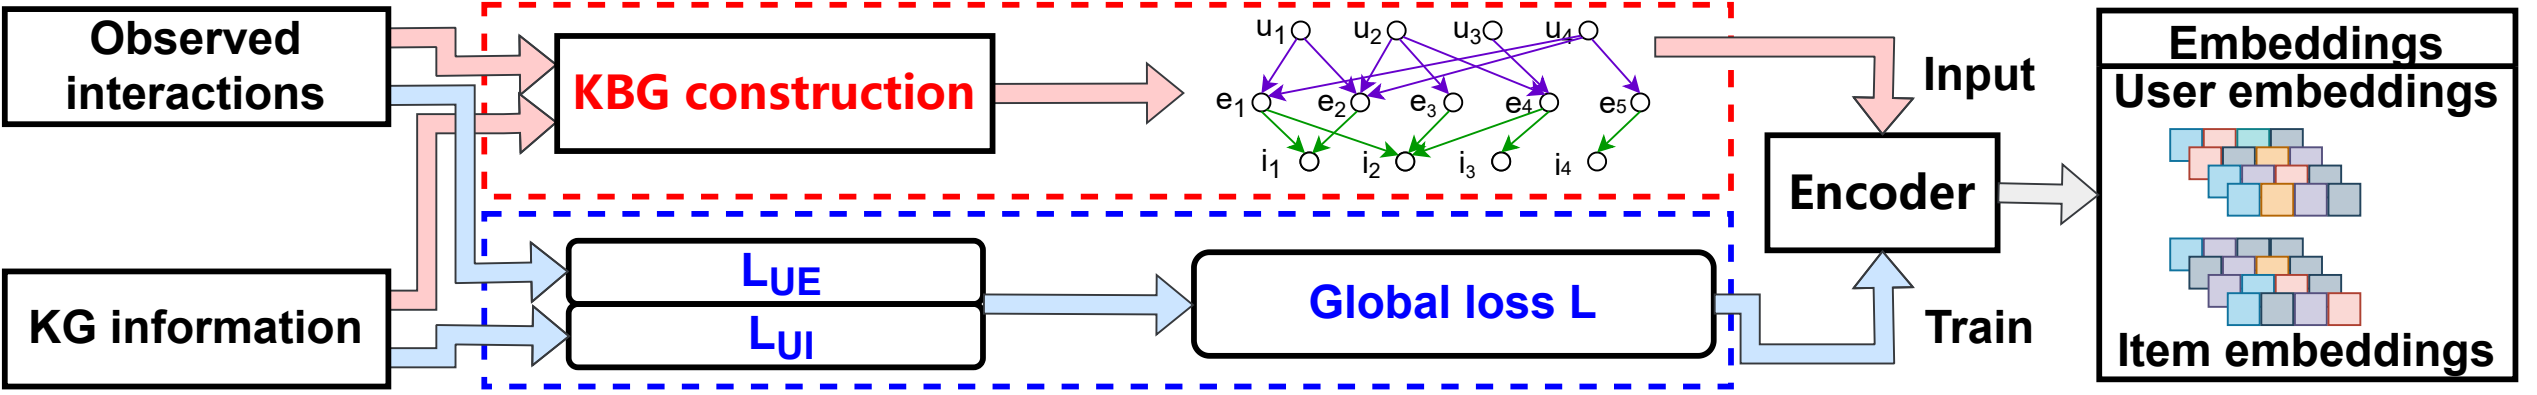 Observed
interactions
KG information
KBG construction
u1 u2 u3 u4
e1 e2 e3 e4 e5
i1 i2 i3 i4
LUE
LUI
Global loss L
Input
Encoder
Train
Embeddings
User embeddings
Item embeddings